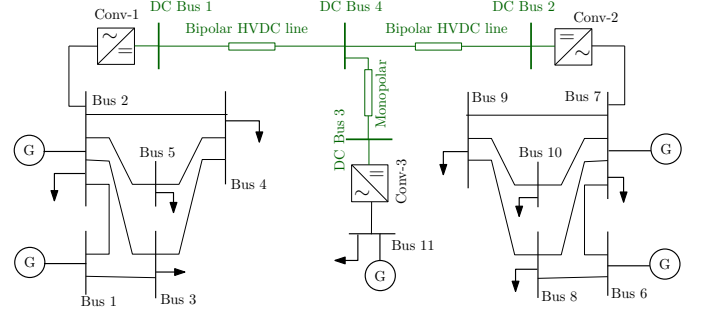 DC Bus 1
DC Bus 4
DC Bus 2
Conv-1
Conv-2
Bipolar HVDC line
Bipolar HVDC line
Monopolar
DC Bus 3
Conv-3
Bus 2
Bus 9
Bus 7
G
Bus 5
Bus 10
G
Bus 4
Bus 11
G
G
G
Bus 1
Bus 3
Bus 8
Bus 6